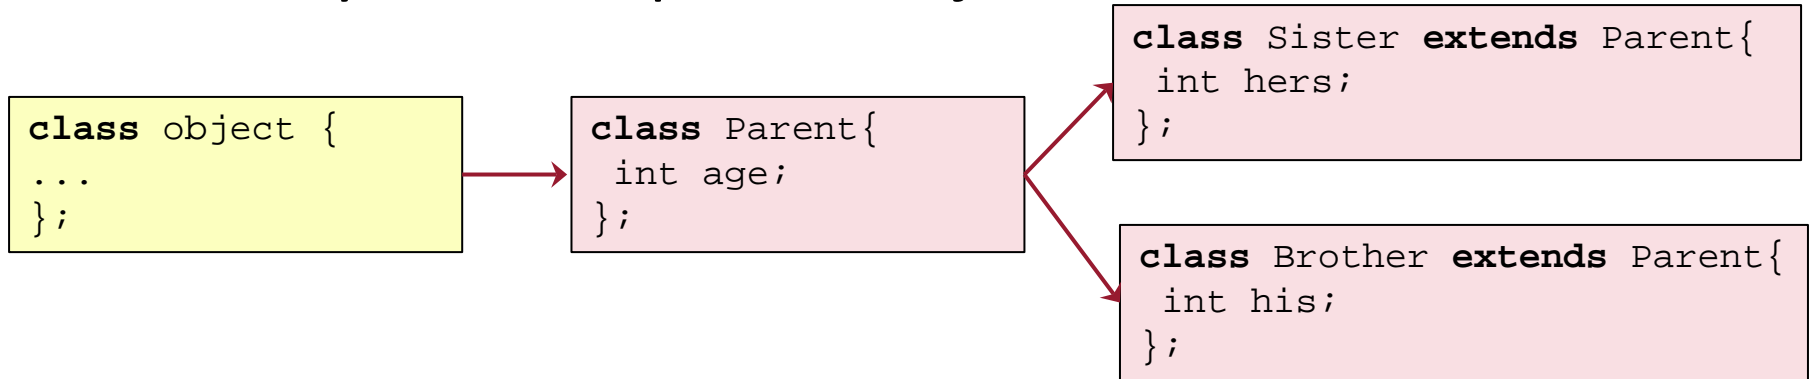 class object {
...
};
class Parent{
int age;
};
class Sister extends Parent{
int hers;
};
class Brother extends Parent{
int his;
};